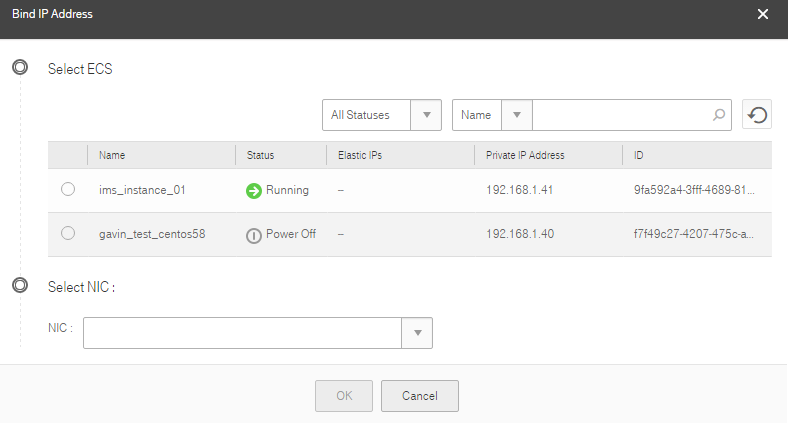 Bind IP Address
Select ECS
All Statuses Name
Name Status Elastic IPs Private IP Address ID
ims_instance_01 Running – 192.168.1.41 9fa592a4-3fff-4689-81...
gavin_test_centos58 Power Off – 192.168.1.40 f7f49c27-4207-475c-a...
Select NIC :
NIC :
OK Cancel